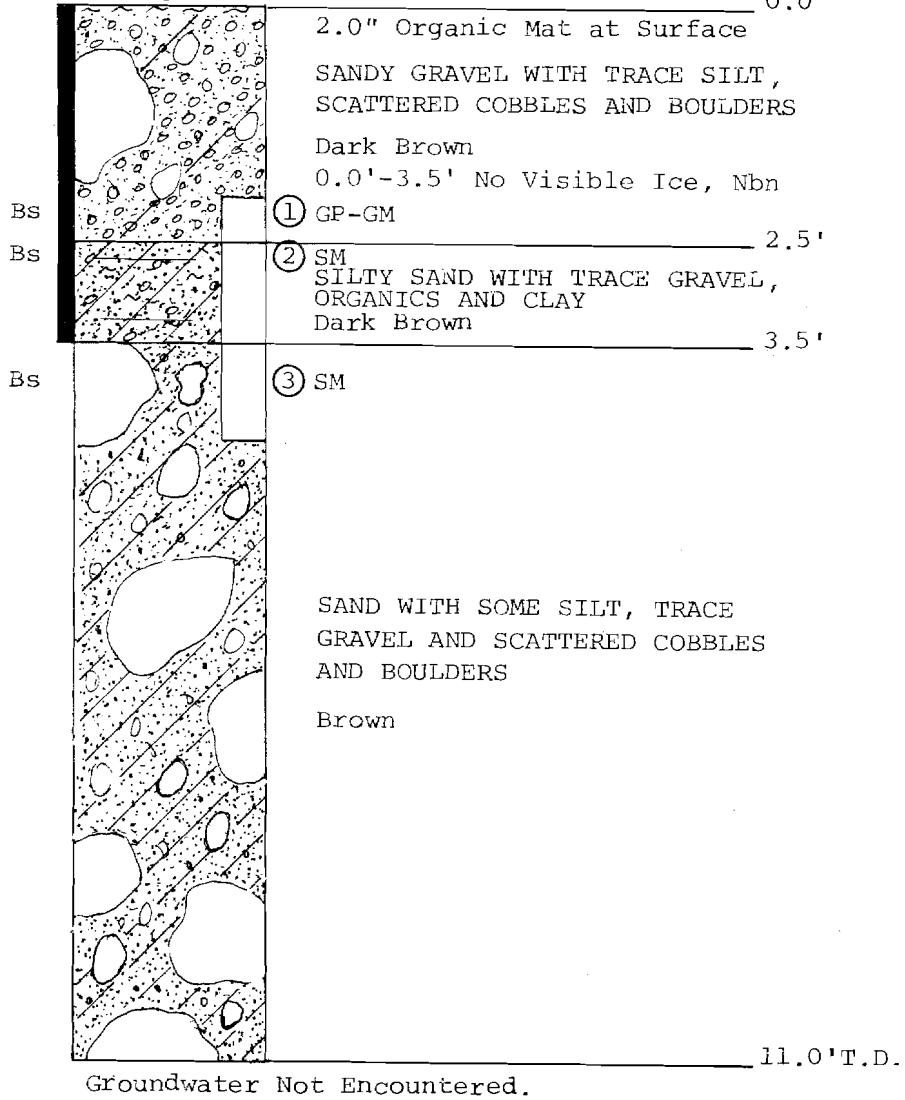 0.0'
2.0" Organic Mat at Surface
SANDY GRAVEL WITH TRACE SILT,
SCATTERED COBBLES AND BOULDERS
Dark Brown
0.0'-3.5' No Visible Ice, Nbn
Bs ① GP-GM
2.5'
Bs ② SM
SILTY SAND WITH TRACE GRAVEL,
ORGANICS AND CLAY
Dark Brown
3.5'
Bs ③ SM
SAND WITH SOME SILT, TRACE
GRAVEL AND SCATTERED COBBLES
AND BOULDERS
Brown
11.0'T.D.
Groundwater Not Encountered.